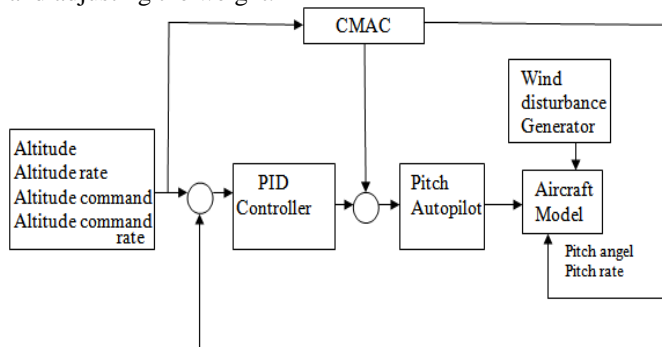 CMAC
Wind
disturbance
Generator
Altitude
Altitude rate
Altitude command
Altitude command
rate
PID
Controller
Pitch
Autopilot
Aircraft
Model
Pitch angel
Pitch rate